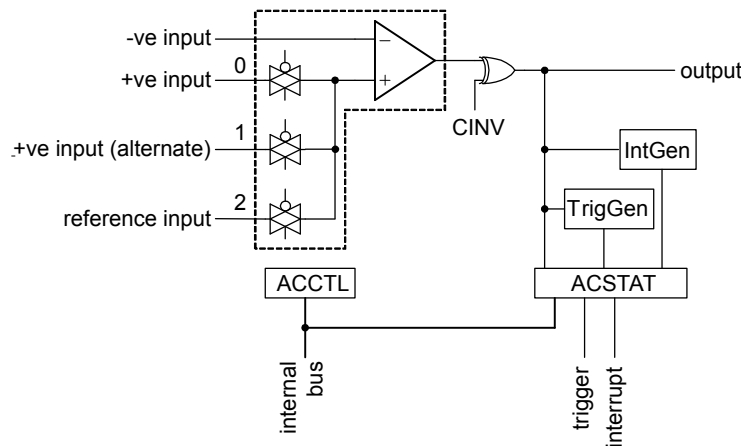 -ve input
−
+ve input
0
+
output
CINV
1
+ve input (alternate)
IntGen
2
reference input
TrigGen
ACCTL
ACSTAT
internal
bus
trigger
interrupt